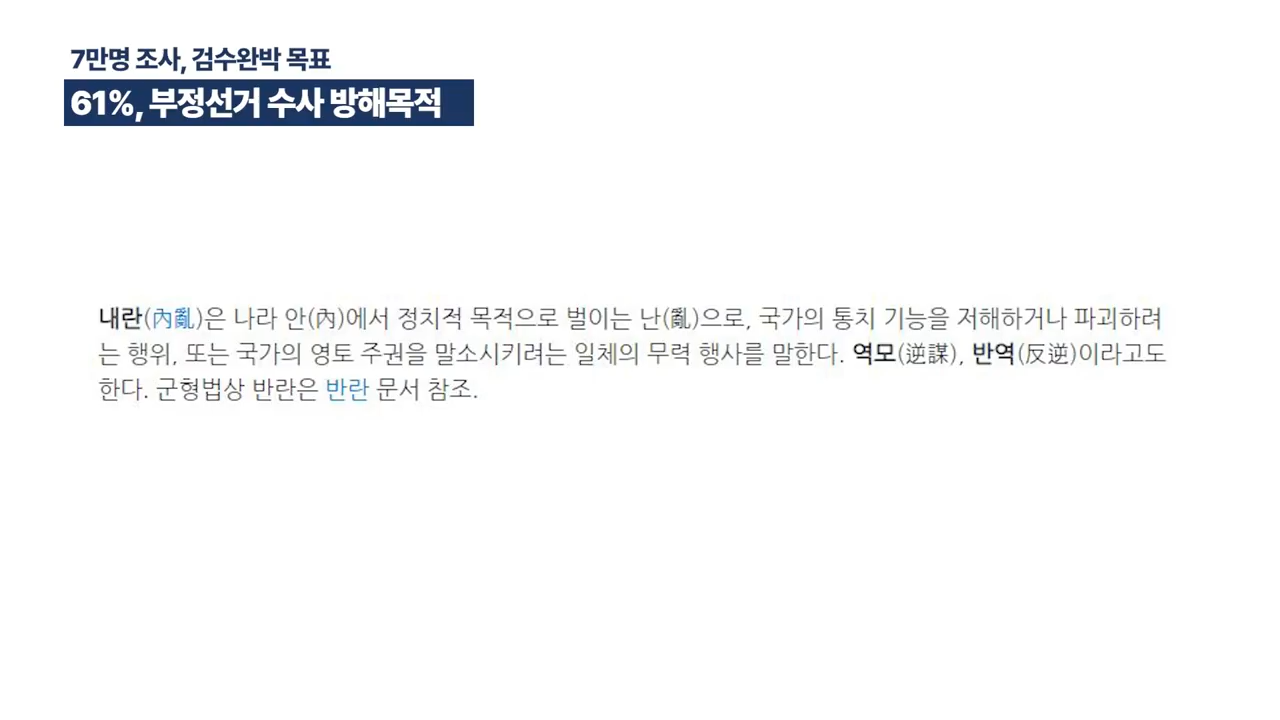 7만명 조사, 검수완박 목표
61%, 부정선거 수사 방해목적
내란(內亂)은 나라 안(內)에서 정치적 목적으로 벌이는 난(亂)으로, 국가의 통치 기능을 저해하거나 파괴하려
는 행위, 또는 국가의 영토 주권을 말소시키려는 일체의 무력 행사를 말한다. 역모(逆謀), 반역(反逆)이라고도
한다. 군형법상 반란은 반란 문서 참조.